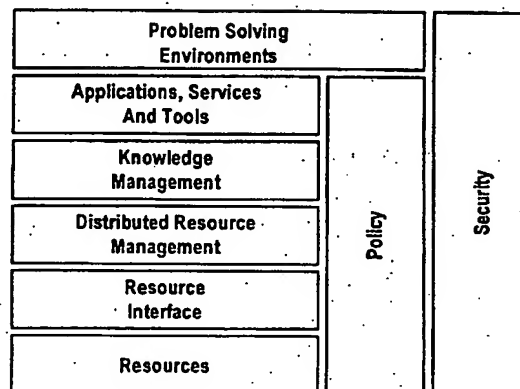 Problem Solving
Environments
Applications, Services
And Tools
Knowledge
Management
Distributed Resource
Management
Resource
Interface
Resources
Policy
Security